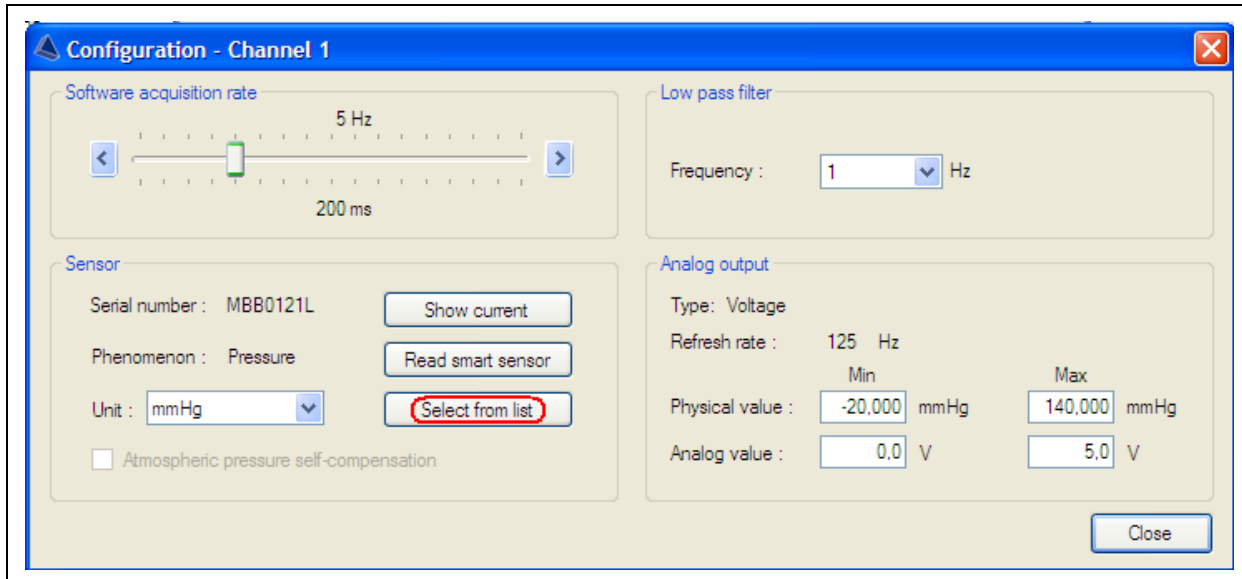 Configuration - Channel 1
Software acquisition rate
5 Hz
200 ms
Low pass filter
Frequency : 1 Hz
Sensor
Serial number : MBB0121L Show current
Phenomenon : Pressure Read smart sensor
Unit : mmHg Select from list
Atmospheric pressure self-compensation
Analog output
Type: Voltage
Refresh rate : 125 Hz
Min Max
Physical value : -20,000 mmHg 140,000 mmHg
Analog value : 0,0 V 5,0 V
Close